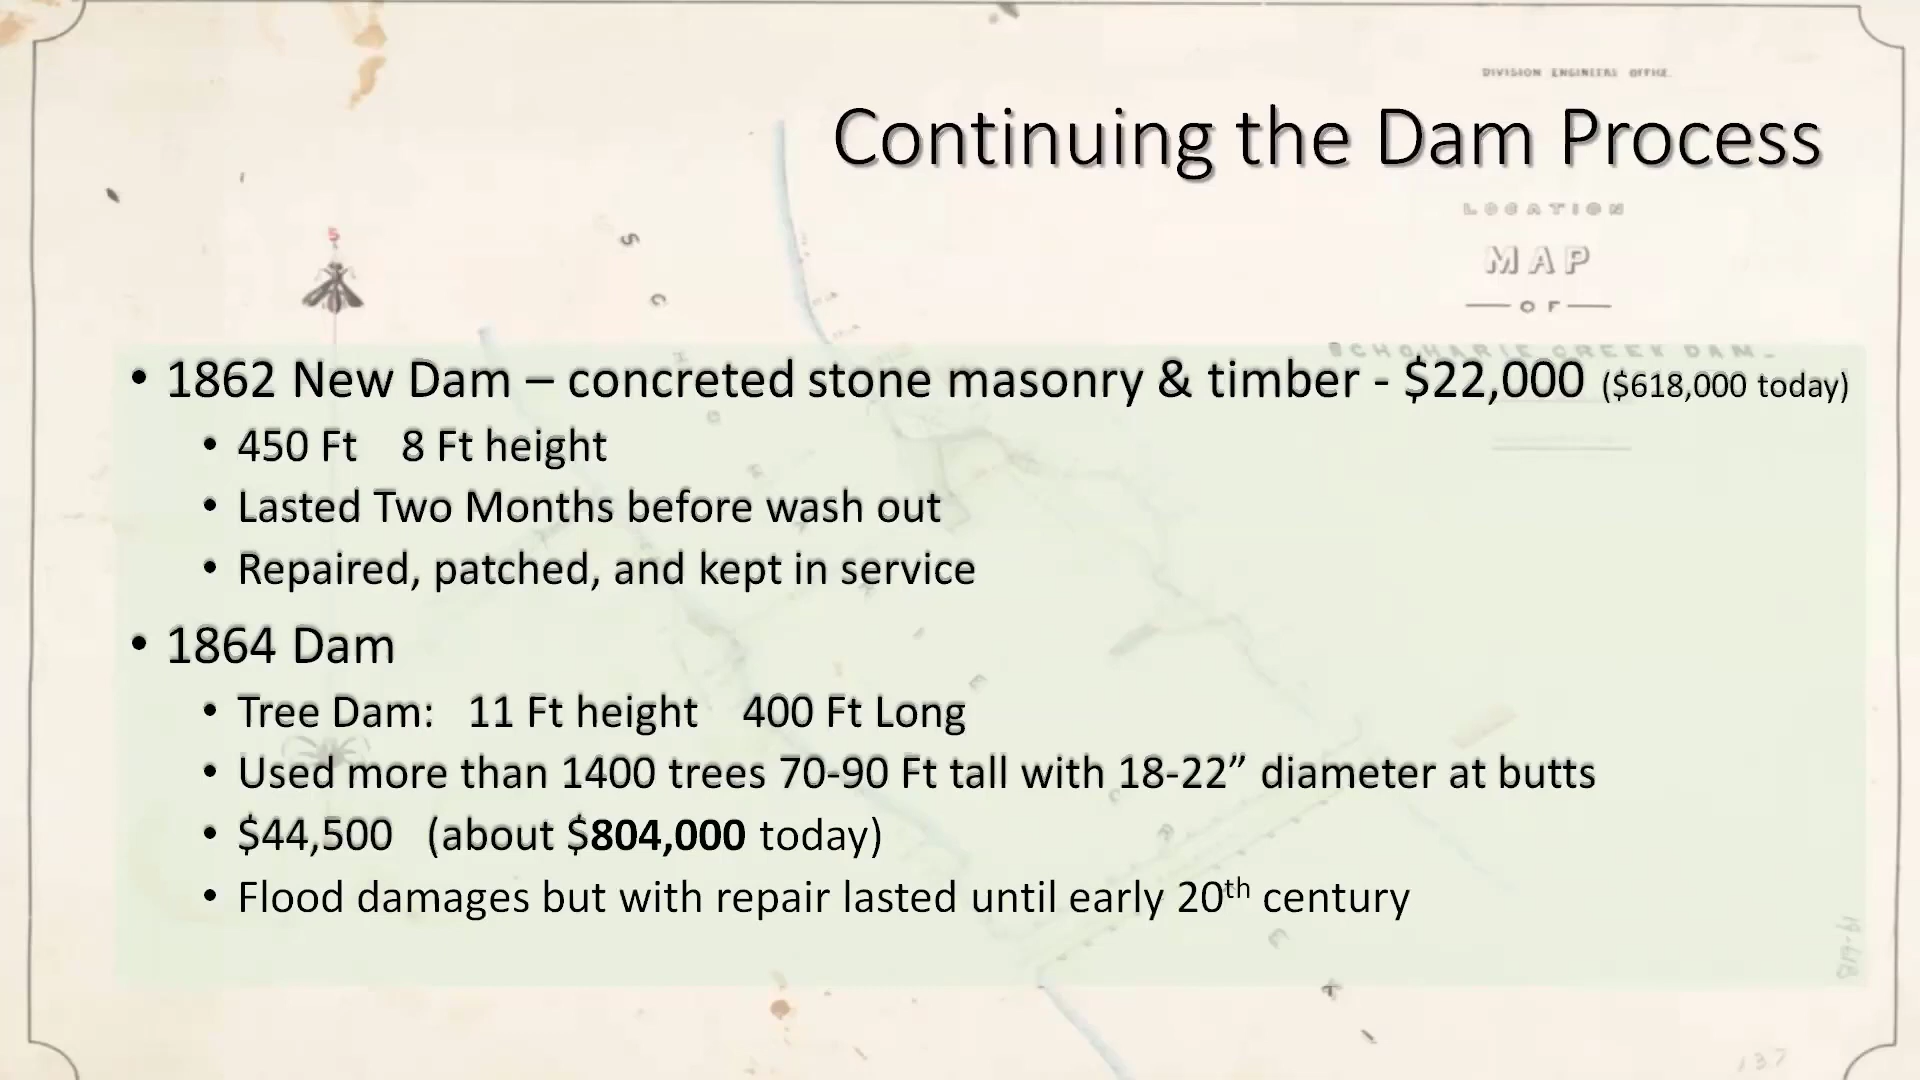 DIVISION ENGINEERS OFFICE.
Continuing the Dam Process
LOCATION
MAP
OF
SCHOHARIE CREEK DAM.
• 1862 New Dam – concreted stone masonry & timber - $22,000 ($618,000 today)
• 450 Ft 8 Ft height
• Lasted Two Months before wash out
• Repaired, patched, and kept in service
• 1864 Dam
• Tree Dam: 11 Ft height 400 Ft Long
• Used more than 1400 trees 70-90 Ft tall with 18-22” diameter at butts
• $44,500 (about $804,000 today)
• Flood damages but with repair lasted until early 20th century